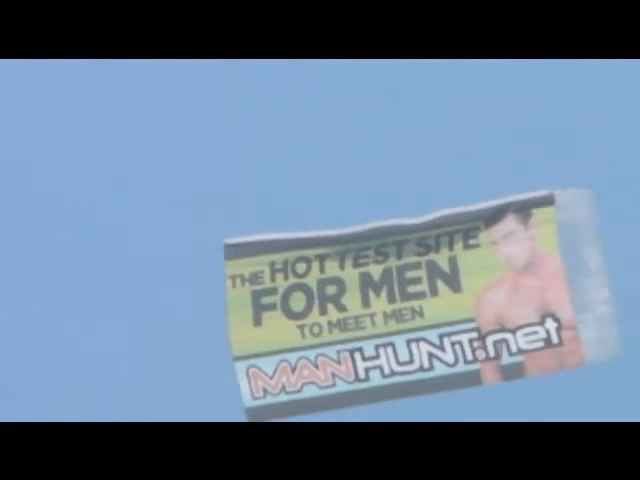 THE HOTTEST SITE
FOR MEN
TO MEET MEN
MANHUNT.net